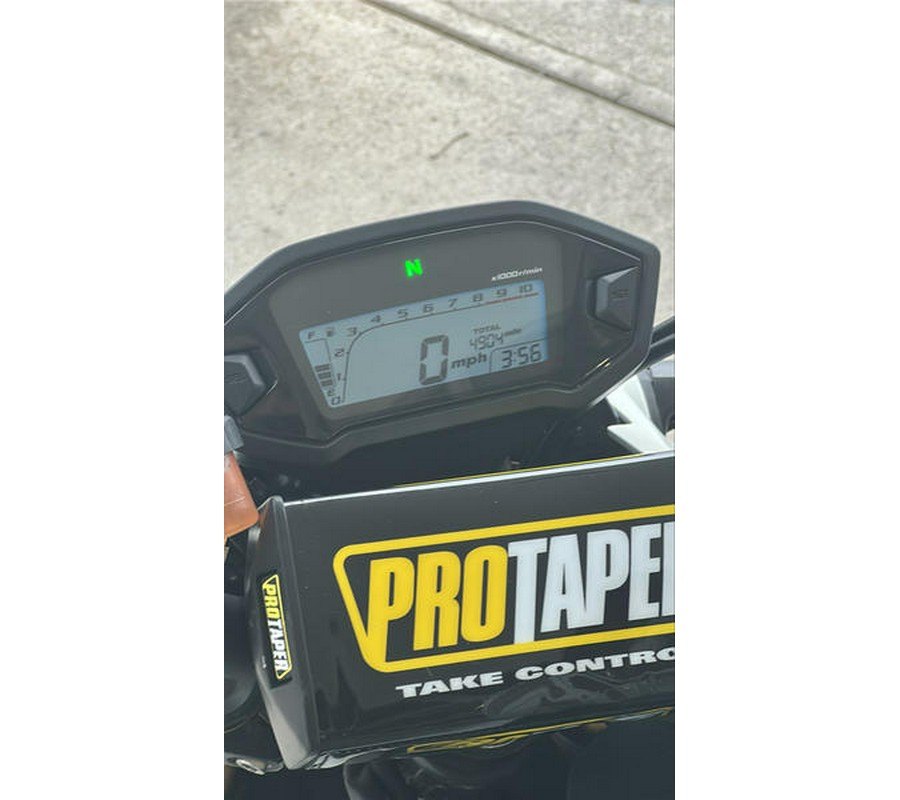 N
x1000r/min
F
3 4 5 6 7 8 9 10
2
1
0
E
TOTAL
4904 mile
0 mph
3:56
PROTAPER
TAKE CONTRO
PROTAPER